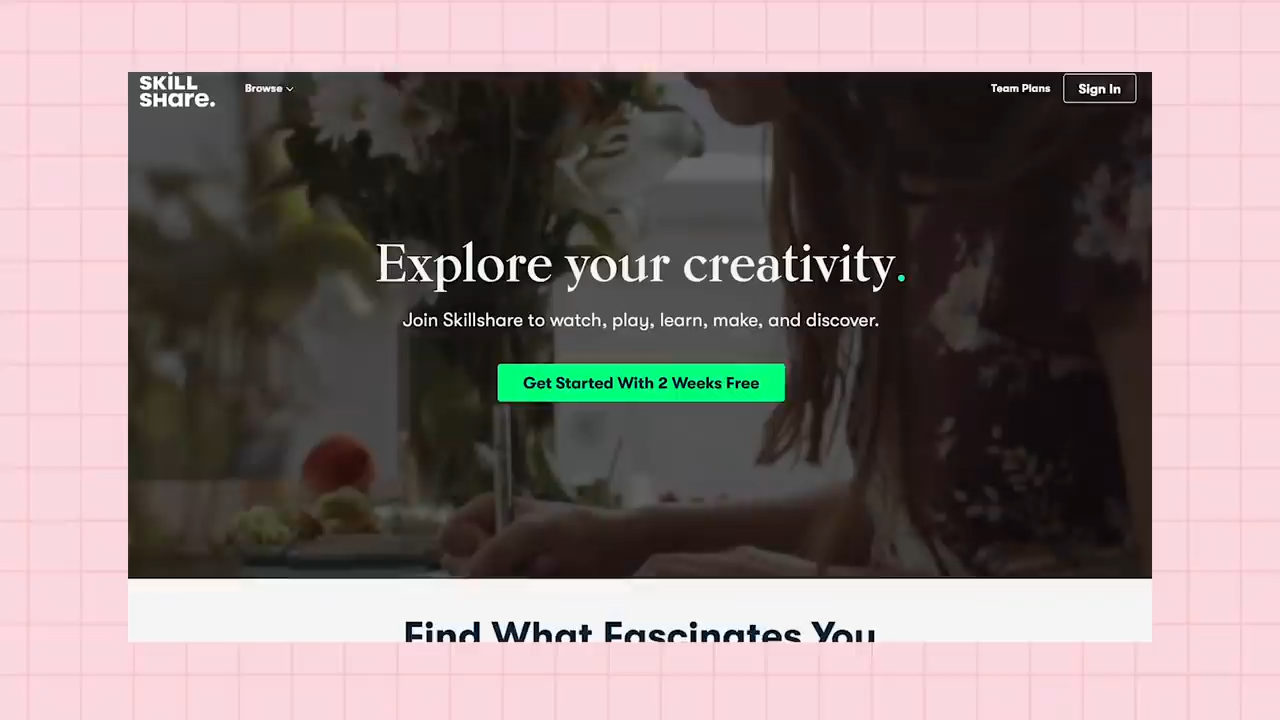 SKiLL
SHare.
Browse
Team Plans
Sign In
Explore your creativity.
Join Skillshare to watch, play, learn, make, and discover.
Get Started With 2 Weeks Free
Find What Fascinates You